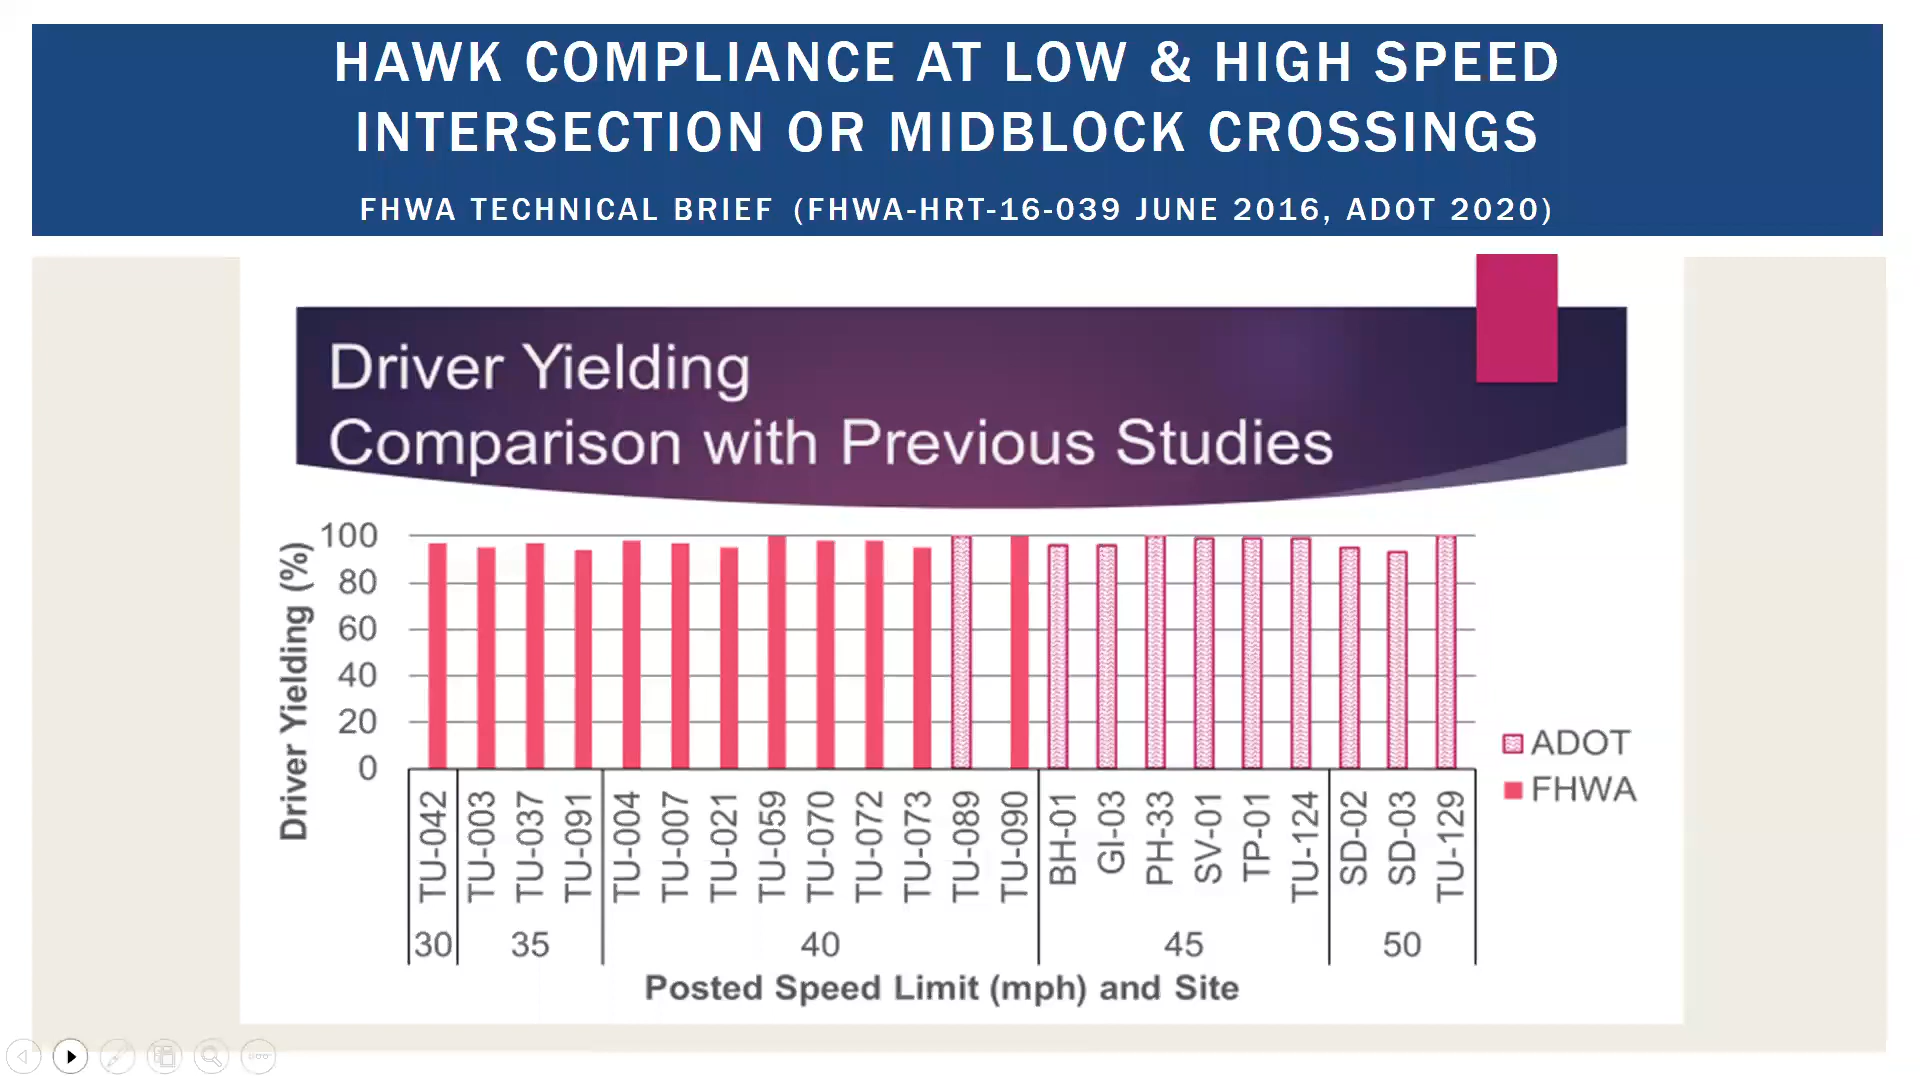 HAWK COMPLIANCE AT LOW & HIGH SPEED
INTERSECTION OR MIDBLOCK CROSSINGS
FHWA TECHNICAL BRIEF (FHWA-HRT-16-039 JUNE 2016, ADOT 2020)
Driver Yielding
Comparison with Previous Studies
Driver Yielding (%)
100
80
60
40
20
0
ADOT
FHWA
TU-042
TU-003
TU-037
TU-091
TU-004
TU-007
TU-021
TU-059
TU-070
TU-072
TU-073
TU-089
TU-090
BH-01
GI-03
PH-33
SV-01
TP-01
TU-124
SD-02
SD-03
TU-129
30 35 40 45 50
Posted Speed Limit (mph) and Site